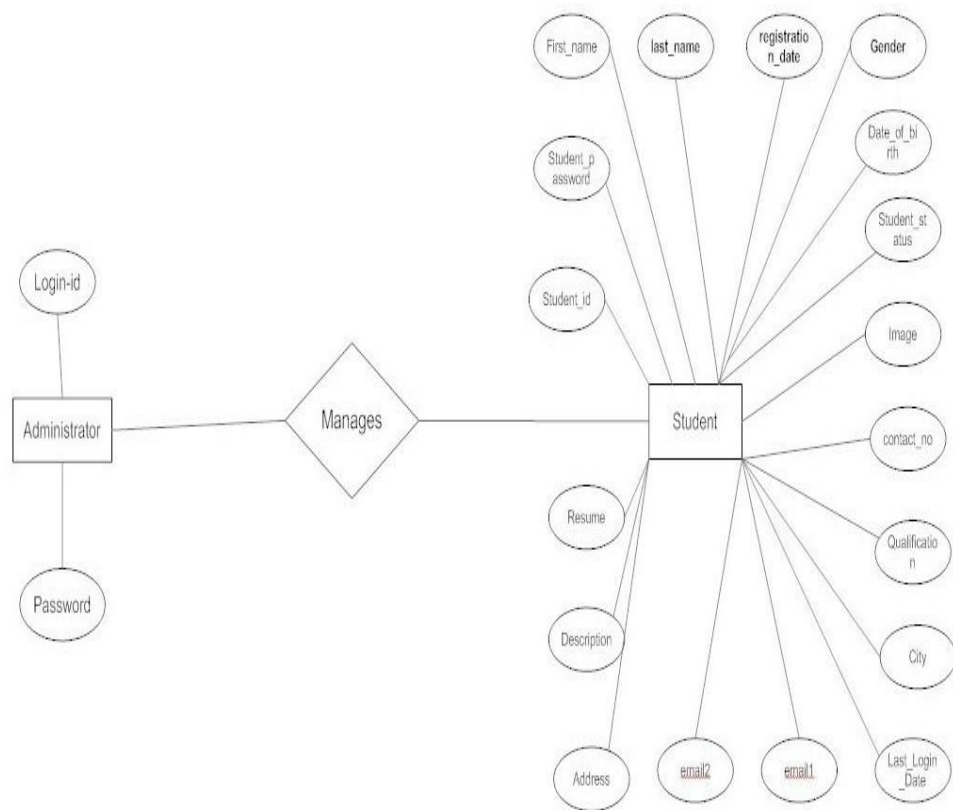 First_name
last_name
registratio
n_date
Gender
Date_of_bi
rth
Student_p
assword
Student_st
atus
Login-id
Student_id
Image
Administrator
Manages
Student
contact_no
Resume
Qualificatio
n
Password
Description
City
Address
email2
email1
Last_Login
_Date